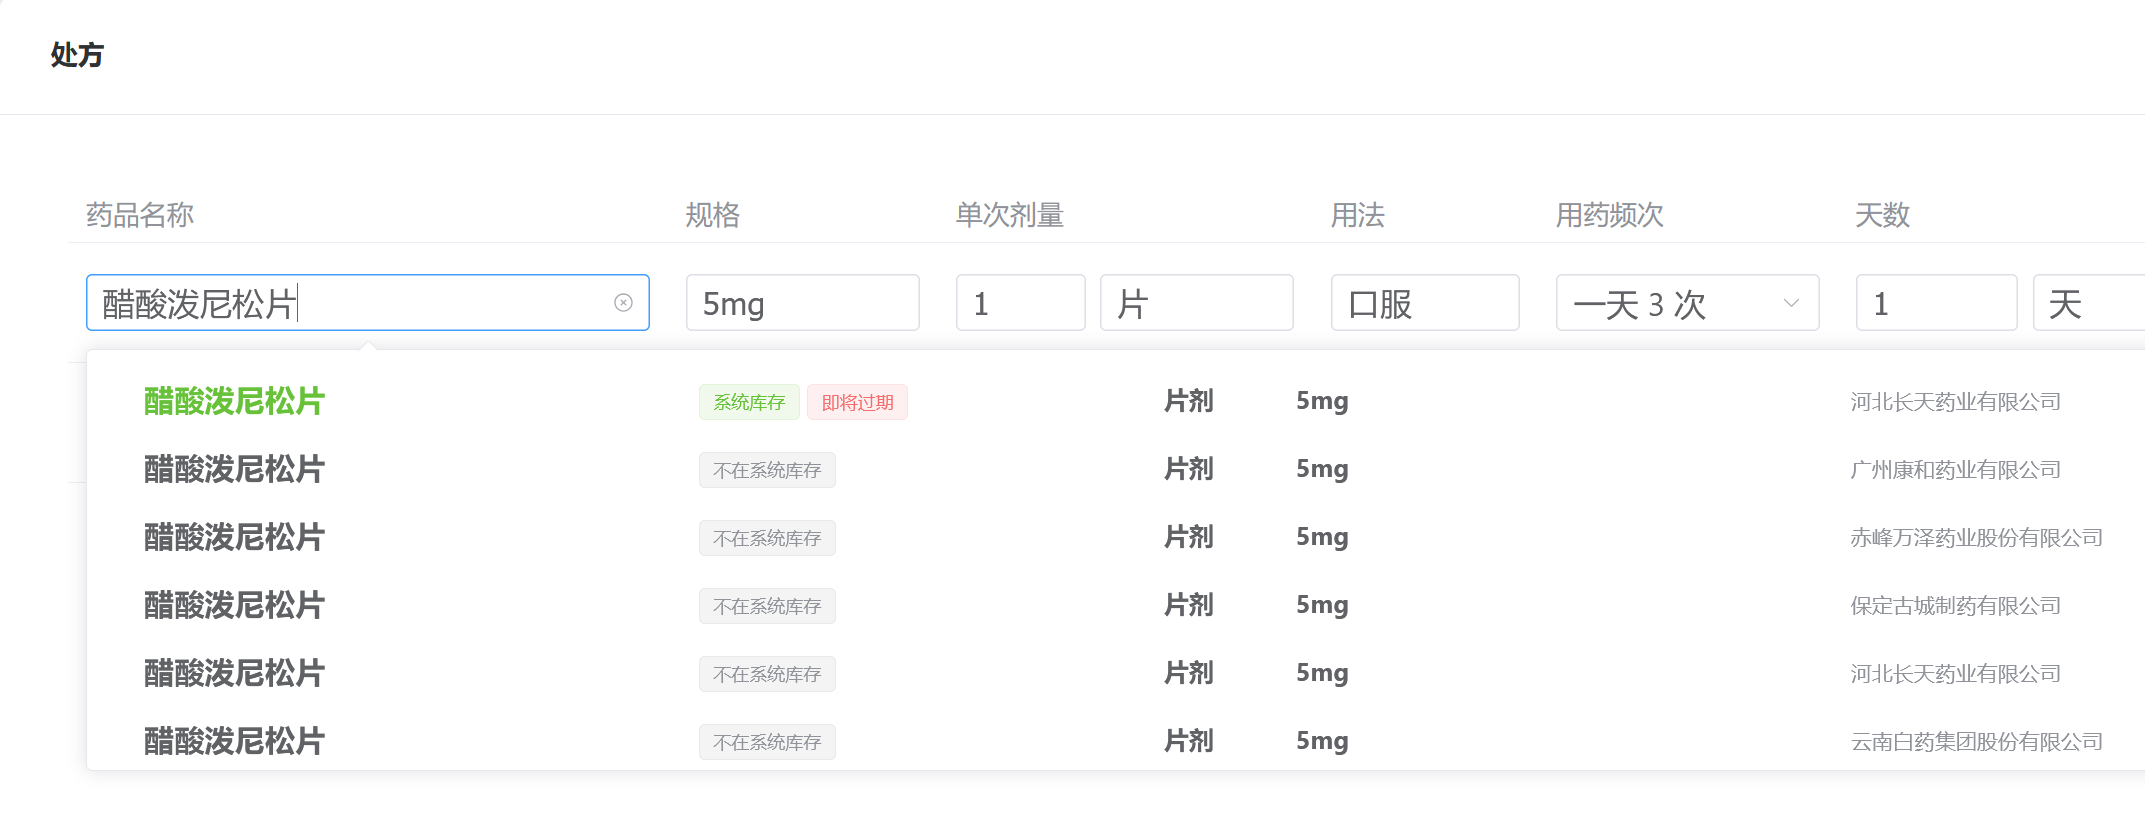 处方
药品名称 规格 单次剂量 用法 用药频次 天数
醋酸泼尼松片 5mg 1 片 口服 一天 3 次 1 天
醋酸泼尼松片 系统库存 即将过期 片剂 5mg 河北长天药业有限公司
醋酸泼尼松片 不在系统库存 片剂 5mg 广州康和药业有限公司
醋酸泼尼松片 不在系统库存 片剂 5mg 赤峰万泽药业股份有限公司
醋酸泼尼松片 不在系统库存 片剂 5mg 保定古城制药有限公司
醋酸泼尼松片 不在系统库存 片剂 5mg 河北长天药业有限公司
醋酸泼尼松片 不在系统库存 片剂 5mg 云南白药集团股份有限公司